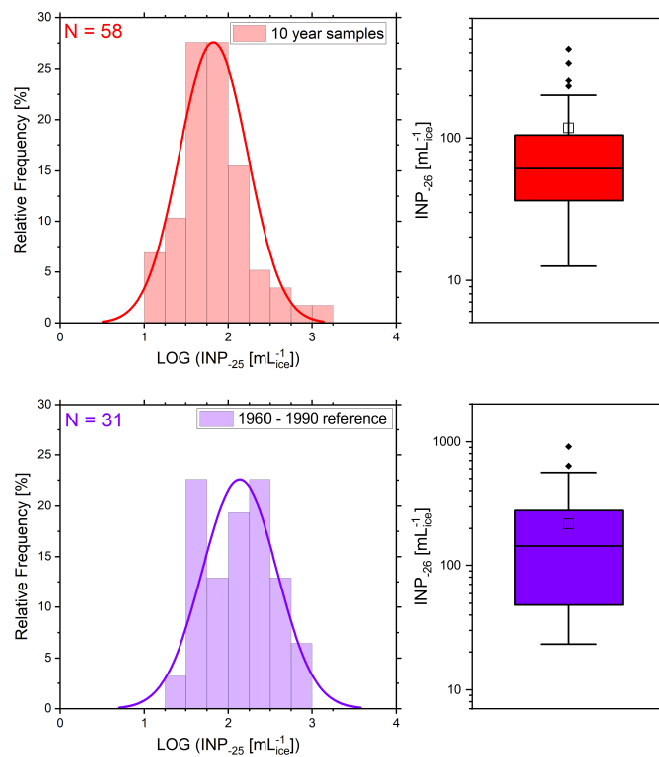 N = 58
10 year samples
Relative Frequency [%]
30
25
20
15
10
5
0
0 1 2 3 4
LOG (INP₋₂₅ [mL⁻¹ice])
INP₋₂₆ [mL⁻¹ice]
100
10
N = 31
1960 - 1990 reference
Relative Frequency [%]
30
25
20
15
10
5
0
0 1 2 3 4
LOG (INP₋₂₅ [mL⁻¹ice])
INP₋₂₆ [mL⁻¹ice]
1000
100
10